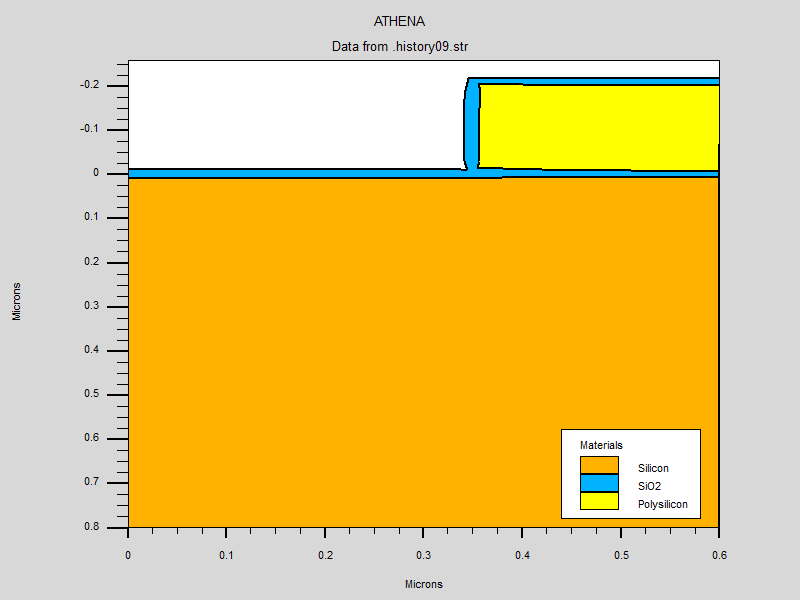 ATHENA
Data from .history09.str
-0.2
-0.1
0
0.1
0.2
0.3
0.4
0.5
0.6
0.7
0.8
Microns
Materials
Silicon
SiO2
Polysilicon
0 0.1 0.2 0.3 0.4 0.5 0.6
Microns